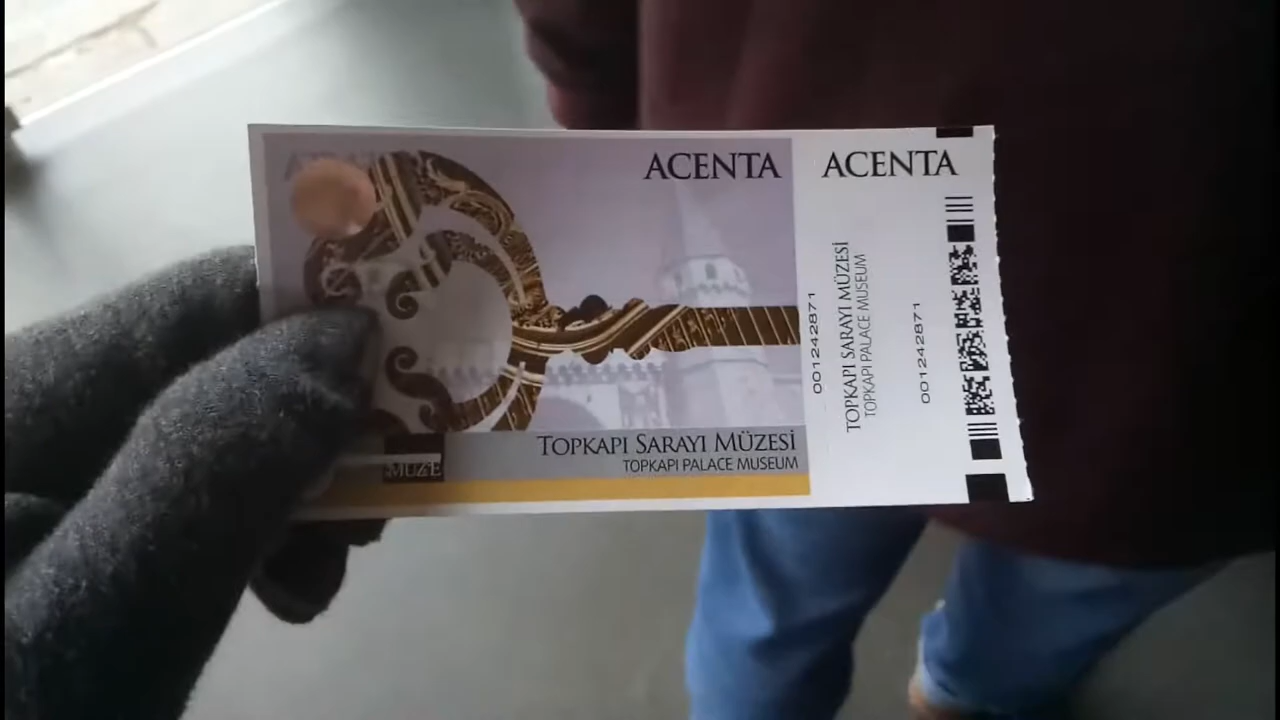 ACENTA
TOPKAPI SARAYI MÜZESİ
TOPKAPI PALACE MUSEUM
MÜZE
ACENTA
001242871
TOPKAPI SARAYI MÜZESİ
TOPKAPI PALACE MUSEUM
001242871